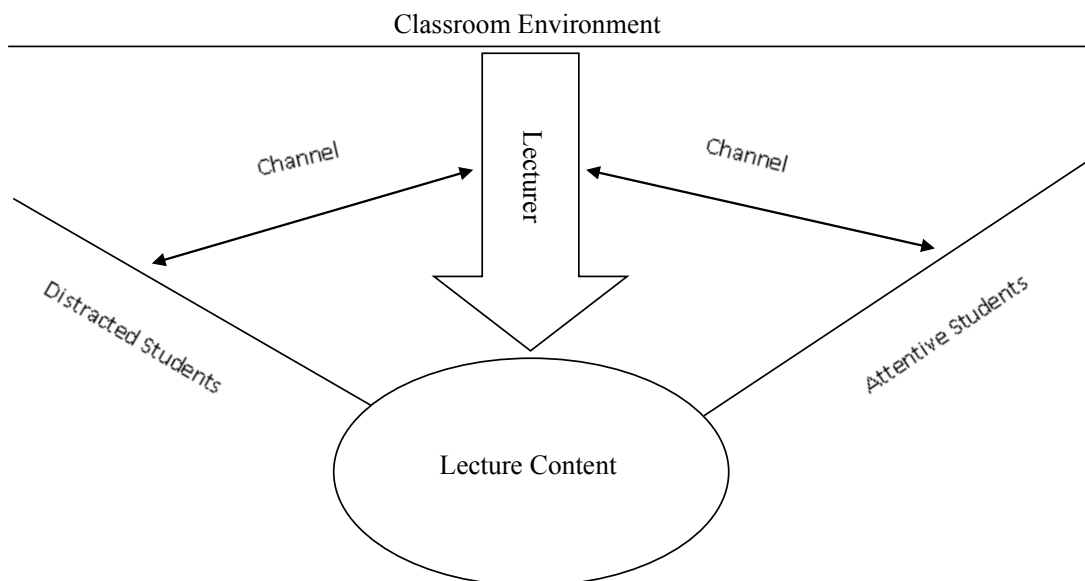 Classroom Environment
Channel
Lecturer
Channel
Distracted Students
Attentive Students
Lecture Content